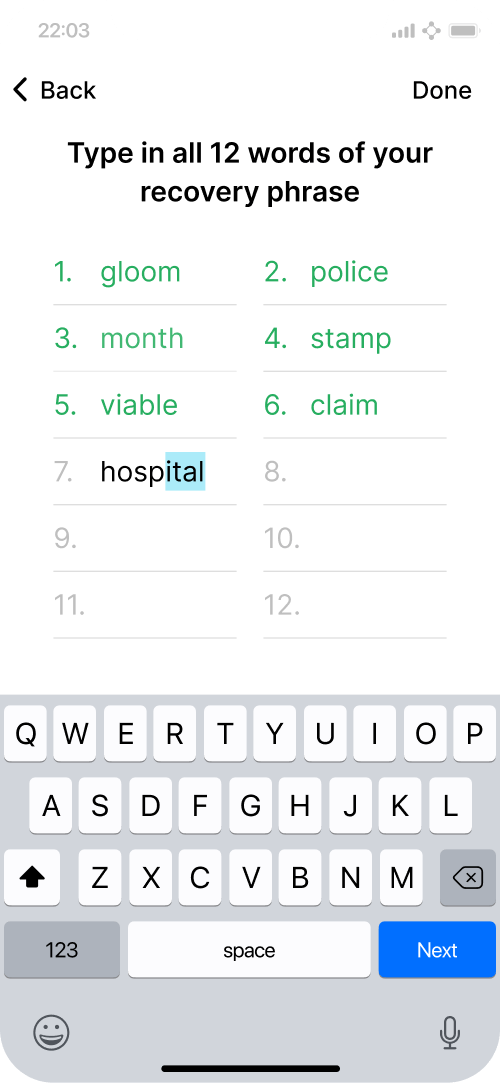 22:03
Back Done
Type in all 12 words of your
recovery phrase
1. gloom 2. police
3. month 4. stamp
5. viable 6. claim
7. hospital 8.
9. 10.
11. 12.
Q W E R T Y U I O P
A S D F G H J K L
Z X C V B N M
123 space Next